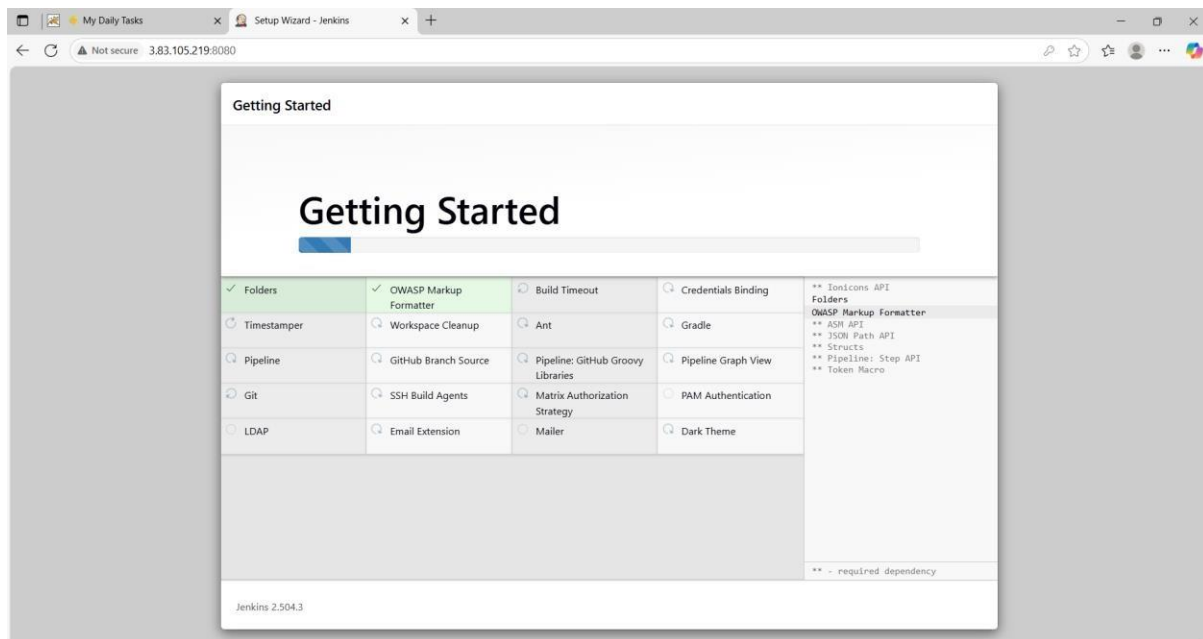 My Daily Tasks
Setup Wizard - Jenkins
Not secure 3.83.105.219:8080
Getting Started
Getting Started
Folders
OWASP Markup
Formatter
Build Timeout
Credentials Binding
Timestamper
Workspace Cleanup
Ant
Gradle
Pipeline
GitHub Branch Source
Pipeline: GitHub Groovy
Libraries
Pipeline Graph View
Git
SSH Build Agents
Matrix Authorization
Strategy
PAM Authentication
LDAP
Email Extension
Mailer
Dark Theme
** Ionicons API
Folders
OWASP Markup Formatter
** ASM API
** JSON Path API
** Structs
** Pipeline: Step API
** Token Macro
** - required dependency
Jenkins 2.504.3